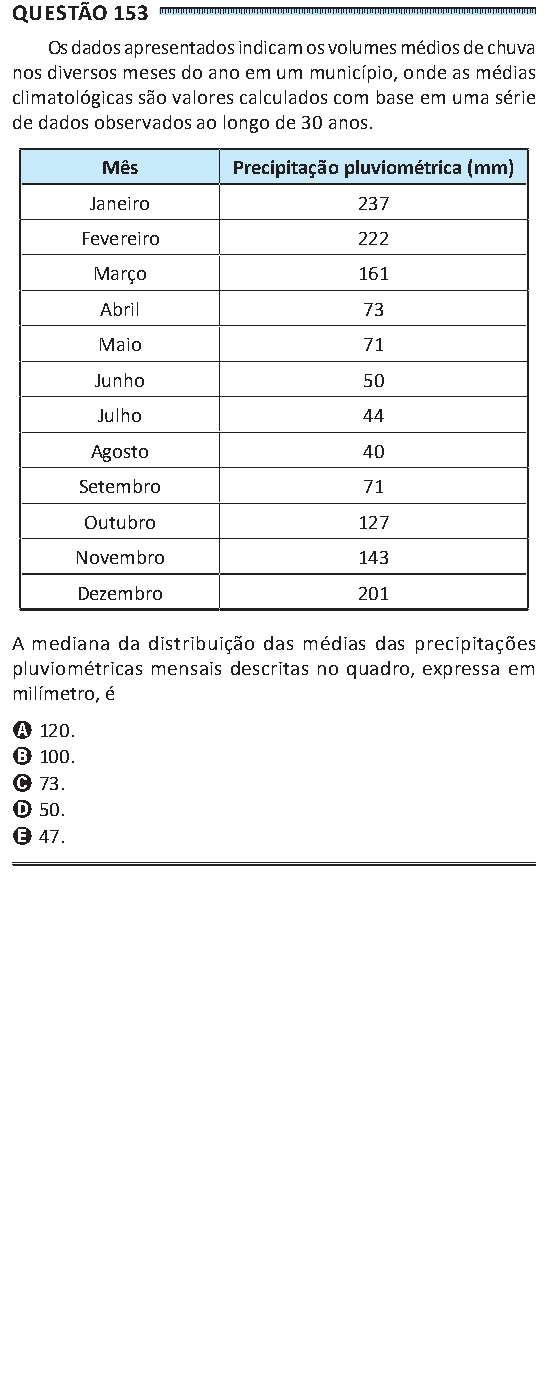 QUESTÃO 153
Os dados apresentados indicam os volumes médios de chuva
nos diversos meses do ano em um município, onde as médias
climatológicas são valores calculados com base em uma série
de dados observados ao longo de 30 anos.
Mês Precipitação pluviométrica (mm)
Janeiro 237
Fevereiro 222
Março 161
Abril 73
Maio 71
Junho 50
Julho 44
Agosto 40
Setembro 71
Outubro 127
Novembro 143
Dezembro 201
A mediana da distribuição das médias das precipitações
pluviométricas mensais descritas no quadro, expressa em
milímetro, é
A 120.
B 100.
C 73.
D 50.
E 47.